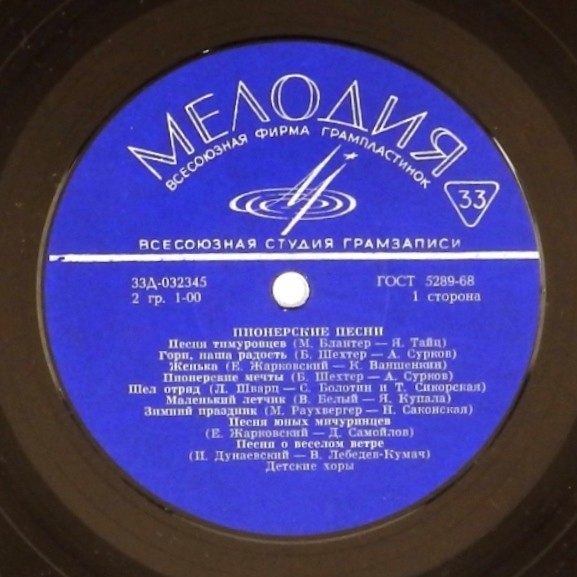 МЕЛОДИЯ
ВСЕСОЮЗНАЯ ФИРМА ГРАМПЛАСТИНОК
33
ВСЕСОЮЗНАЯ СТУДИЯ ГРАМЗАПИСИ
33Д-032345 ГОСТ 5289-68
2 гр. 1-00 1 сторона
ПИОНЕРСКИЕ ПЕСНИ
Песня тимуровцев (М. Блантер — Я. Тайц)
Гори, наша радость (Б. Шехтер — А. Сурков)
Женька (Е. Жарковский — К. Ваншенкин)
Пионерские мечты (Б. Шехтер — А. Сурков)
Шел отряд (Л. Шварц — С. Болотин и Т. Сикорская)
Маленький летчик (В. Белый — Я. Купала)
Зимний праздник (М. Раухвергер — Н. Саконская)
Песня юных мичуринцев
(Е. Жарковский — Д. Самойлов)
Песня о веселом ветре
(И. Дунаевский — В. Лебедев-Кумач)
Детские хоры